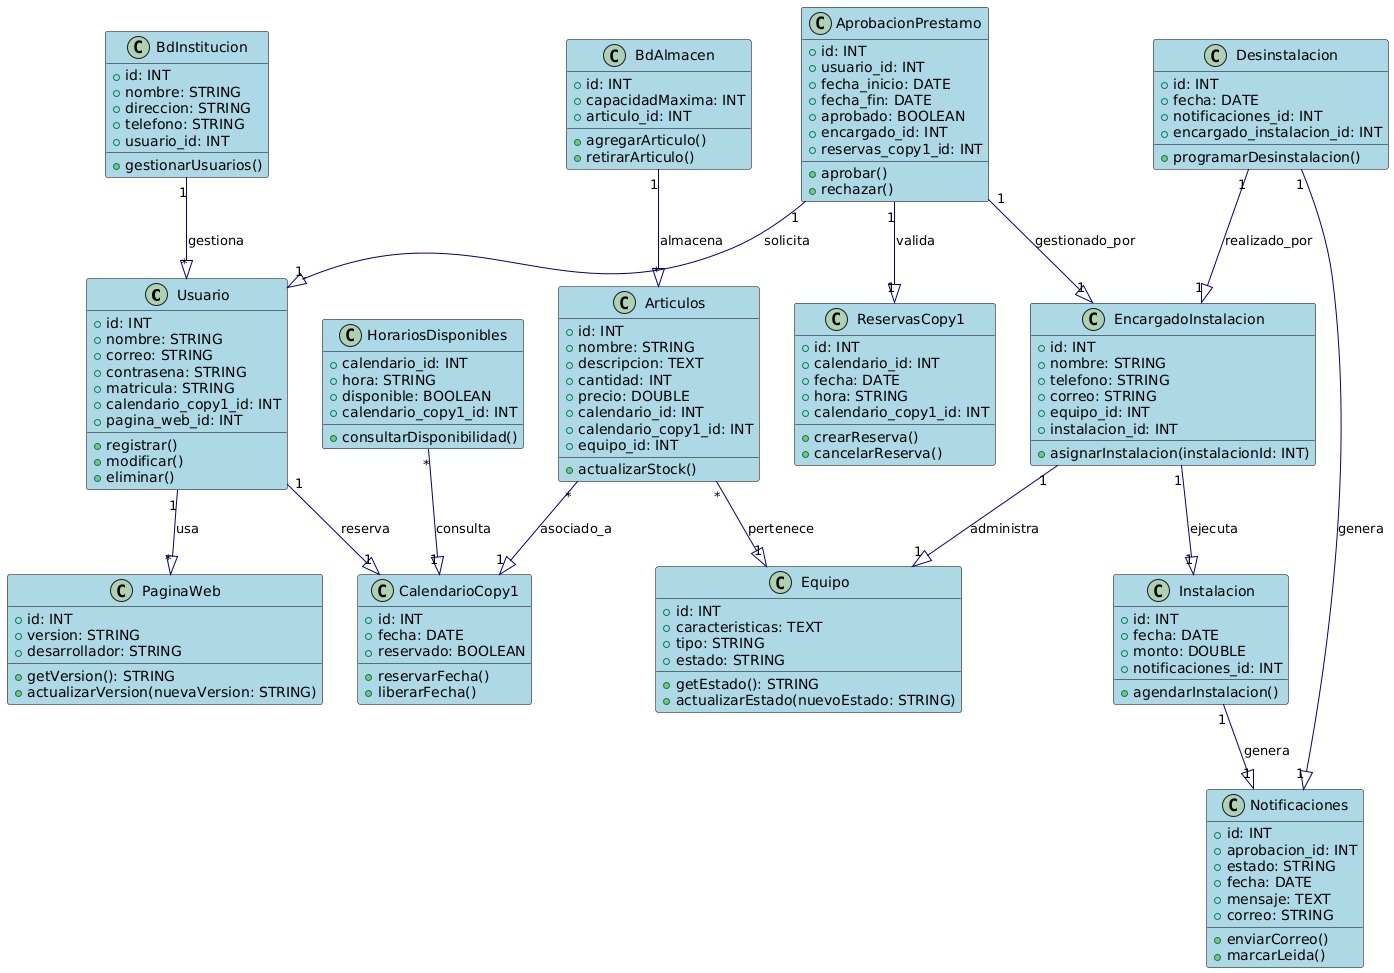 C BdInstitucion
id: INT
nombre: STRING
direccion: STRING
telefono: STRING
usuario_id: INT
gestionarUsuarios()
C BdAlmacen
id: INT
capacidadMaxima: INT
articulo_id: INT
agregarArticulo()
retirarArticulo()
C AprobacionPrestamo
id: INT
usuario_id: INT
fecha_inicio: DATE
fecha_fin: DATE
aprobado: BOOLEAN
encargado_id: INT
reservas_copy1_id: INT
aprobar()
rechazar()
C Desinstalacion
id: INT
fecha: DATE
notificaciones_id: INT
encargado_instalacion_id: INT
programarDesinstalacion()
1
gestiona
*
1
almacena
*
1
solicita
1
1
valida
1
1
gestionado_por
1
1
realizado_por
1
1
genera
1
C Usuario
id: INT
nombre: STRING
correo: STRING
contrasena: STRING
matricula: STRING
calendario_copy1_id: INT
pagina_web_id: INT
registrar()
modificar()
eliminar()
C HorariosDisponibles
calendario_id: INT
hora: STRING
disponible: BOOLEAN
calendario_copy1_id: INT
consultarDisponibilidad()
C Articulos
id: INT
nombre: STRING
descripcion: TEXT
cantidad: INT
precio: DOUBLE
calendario_id: INT
calendario_copy1_id: INT
equipo_id: INT
actualizarStock()
C ReservasCopy1
id: INT
calendario_id: INT
fecha: DATE
hora: STRING
calendario_copy1_id: INT
crearReserva()
cancelarReserva()
C EncargadoInstalacion
id: INT
nombre: STRING
telefono: STRING
correo: STRING
equipo_id: INT
instalacion_id: INT
asignarInstalacion(instalacionId: INT)
1
usa
*
1
reserva
1
*
consulta
1
*
asociado_a
1
*
pertenece
1
1
administra
1
1
ejecuta
1
C PaginaWeb
id: INT
version: STRING
desarrollador: STRING
getVersion(): STRING
actualizarVersion(nuevaVersion: STRING)
C CalendarioCopy1
id: INT
fecha: DATE
reservado: BOOLEAN
reservarFecha()
liberarFecha()
C Equipo
id: INT
caracteristicas: TEXT
tipo: STRING
estado: STRING
getEstado(): STRING
actualizarEstado(nuevoEstado: STRING)
C Instalacion
id: INT
fecha: DATE
monto: DOUBLE
notificaciones_id: INT
agendarInstalacion()
1
genera
1
C Notificaciones
id: INT
aprobacion_id: INT
estado: STRING
fecha: DATE
mensaje: TEXT
correo: STRING
enviarCorreo()
marcarLeida()